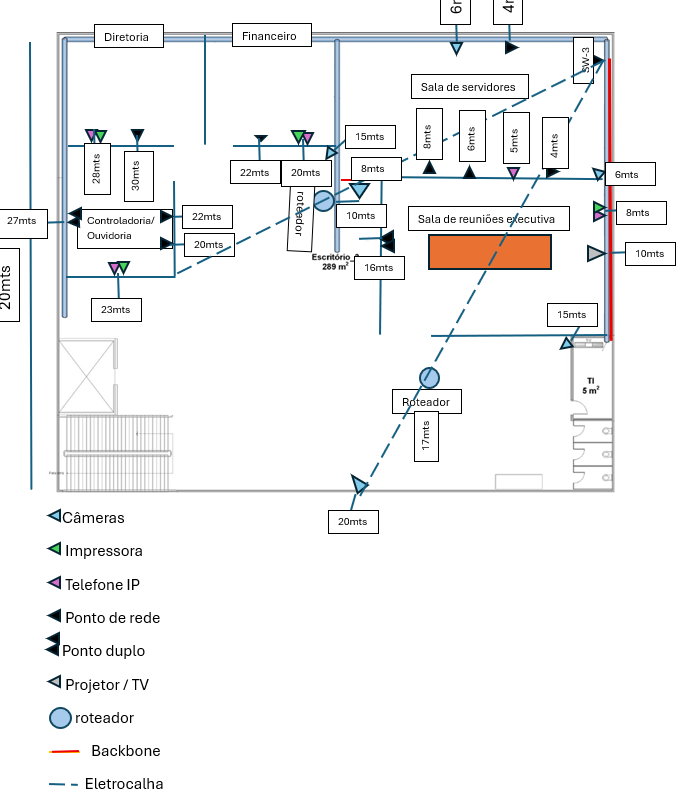 6m
4m
Diretoria
Financeiro
SW-3
Sala de servidores
8mts
6mts
5mts
4mts
15mts
28mts
30mts
22mts
20mts
8mts
6mts
roteador
10mts
8mts
27mts
Controladoria/
Ouvidoria
22mts
20mts
Sala de reuniões executiva
10mts
Escritório
289 m²
16mts
20mts
23mts
15mts
TI
5 m²
Roteador
17mts
20mts
Câmeras
Impressora
Telefone IP
Ponto de rede
Ponto duplo
Projetor / TV
roteador
Backbone
Eletrocalha